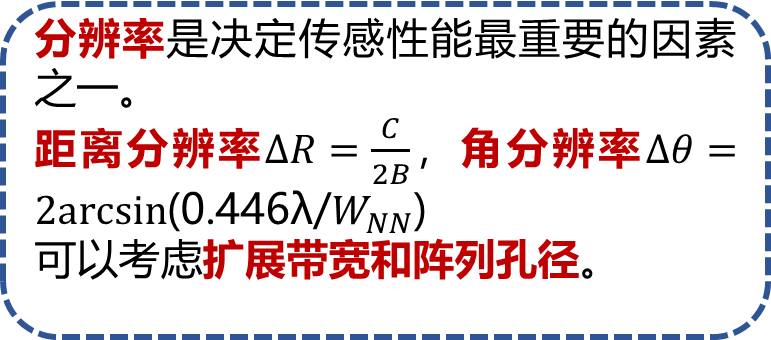 分辨率是决定传感性能最重要的因素
之一。
距离分辨率ΔR = C/2B，角分辨率Δθ =
2arcsin(0.446λ/W_NN)
可以考虑扩展带宽和阵列孔径。